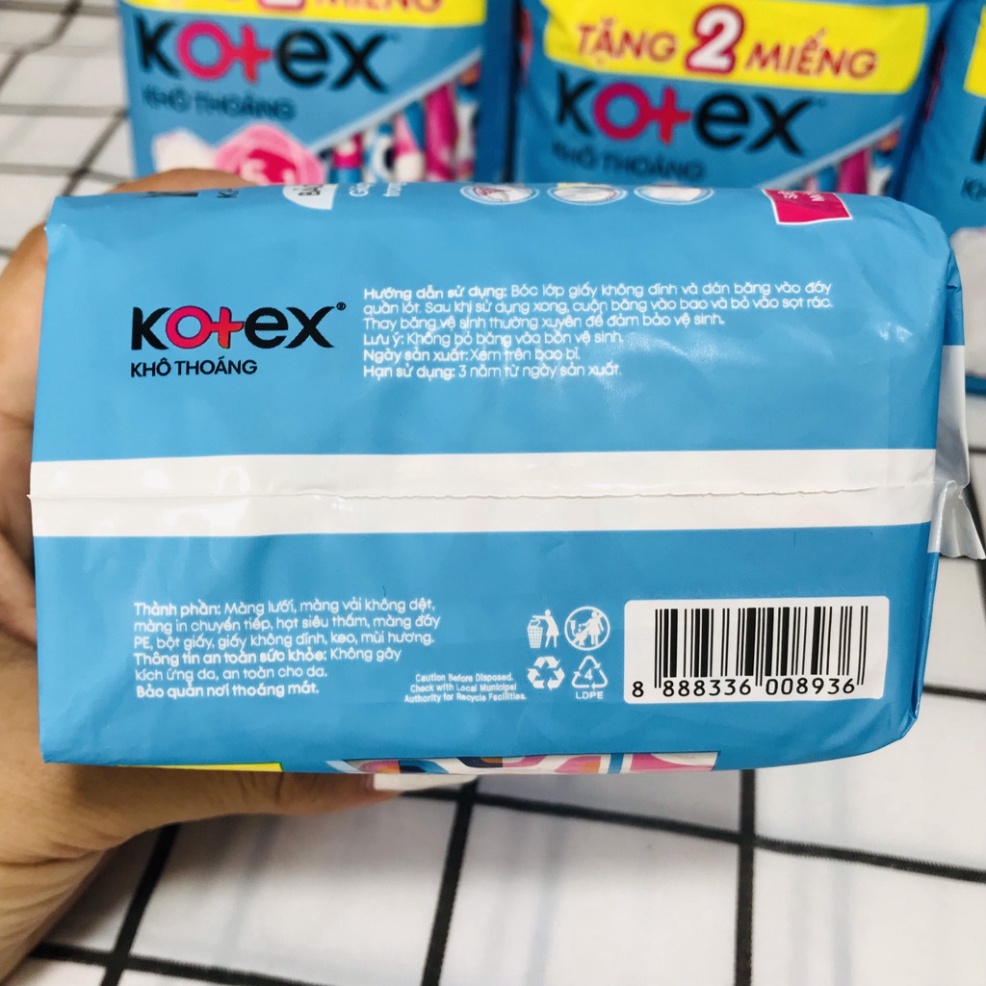 2 MIẾNG
Kotex
KHÔ THOÁNG
TẶNG 2 MIẾNG
Kotex
KHÔ THOÁNG
Kotex®
KHÔ THOÁNG
Hướng dẫn sử dụng: Bóc lớp giấy không dính và dán băng vào đáy
quần lót. Sau khi sử dụng xong, cuộn băng vào bao và bỏ vào sọt rác.
Thay băng vệ sinh thường xuyên để đảm bảo vệ sinh.
Lưu ý: Không bỏ băng vào bồn vệ sinh.
Ngày sản xuất: Xem trên bao bì.
Hạn sử dụng: 3 năm từ ngày sản xuất.
Thành phần: Màng lưới, màng vải không dệt,
màng in chuyển tiếp, hạt siêu thấm, màng đáy
PE, bột giấy, giấy không dính, keo, mùi hương.
Thông tin an toàn sức khỏe: Không gây
kích ứng da, an toàn cho da.
Bảo quản nơi thoáng mát.
Caution Before Disposed.
Check with Local Municipal
Authority for Recycle Facilities.
4
LDPE
8 888336 008936